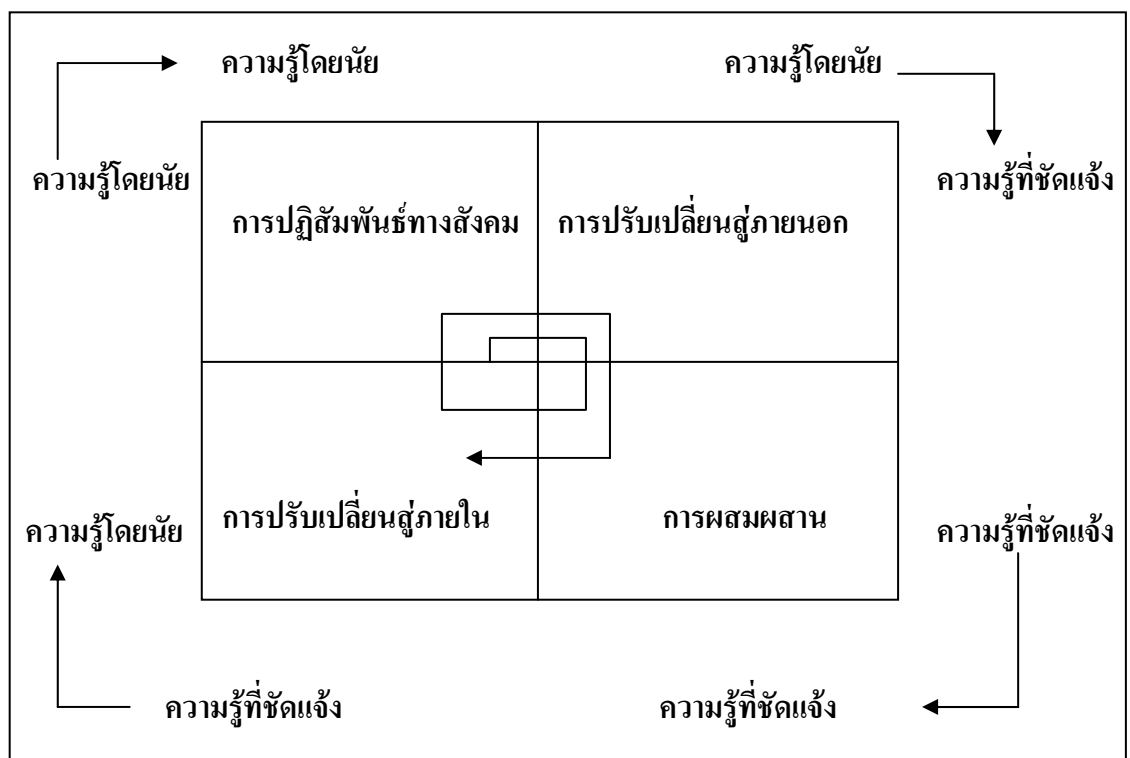 ความรู้โดยนัย ความรู้โดยนัย
ความรู้โดยนัย ความรู้ที่ชัดแจ้ง
การปฏิสัมพันธ์ทางสังคม การปรับเปลี่ยนสู่ภายนอก
การปรับเปลี่ยนสู่ภายใน การผสมผสาน
ความรู้โดยนัย ความรู้ที่ชัดแจ้ง
ความรู้ที่ชัดแจ้ง ความรู้ที่ชัดแจ้ง